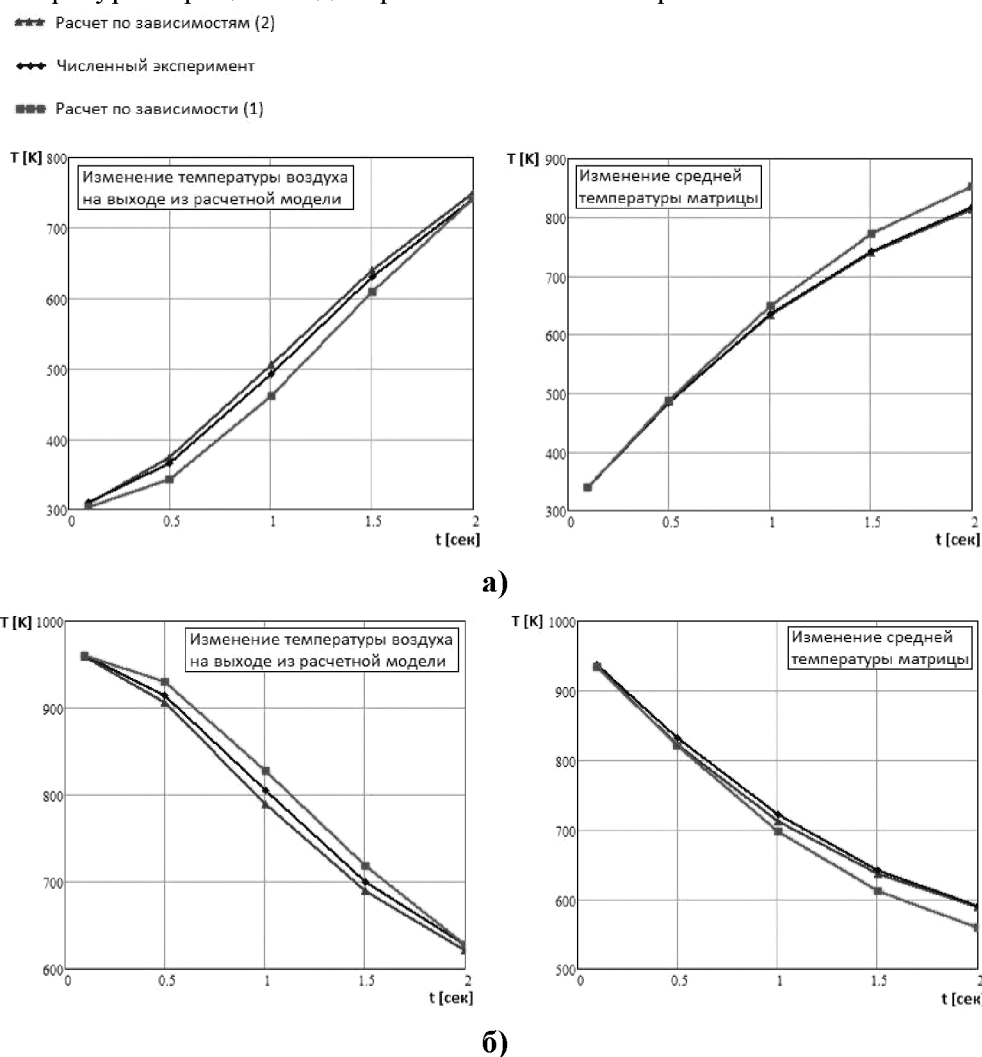 Расчет по зависимостям (2)
Численный эксперимент
Расчет по зависимости (1)
T [K] 800
700
600
500
400
300
0 0.5 1 1.5 2
t [сек]
Изменение температуры воздуха
на выходе из расчетной модели
T [K] 900
800
700
600
500
400
300
0 0.5 1 1.5 2
t [сек]
Изменение средней
температуры матрицы
а)
T [K] 1000
900
800
700
600
0 0.5 1 1.5 2
t [сек]
Изменение температуры воздуха
на выходе из расчетной модели
T [K] 1000
900
800
700
600
500
0 0.5 1 1.5 2
t [сек]
Изменение средней
температуры матрицы
б)